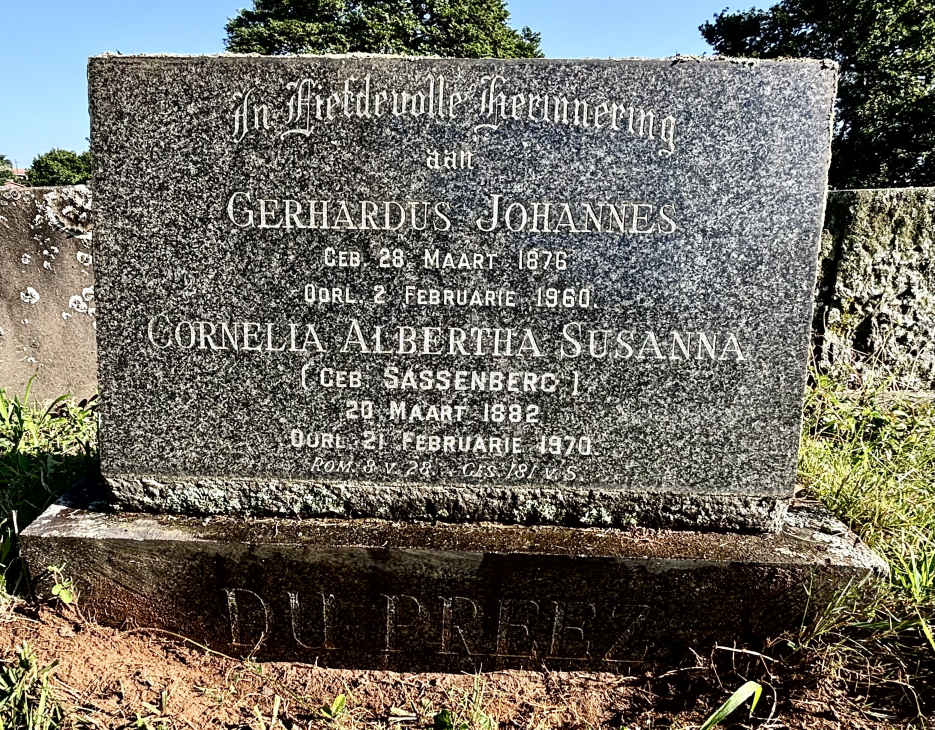 In Liefdevolle Herinnering
aan
GERHARDUS JOHANNES
GEB. 28. MAART. 1876
OORL. 2 FEBRUARIE. 1960.
CORNELIA ALBERTHA SUSANNA
(GEB SASSENBERG.)
20 MAART 1882
OORL. 21 FEBRUARIE 1970.
ROM. 8 V. 28. - GES. 181 V. 5.
DU PREEZ